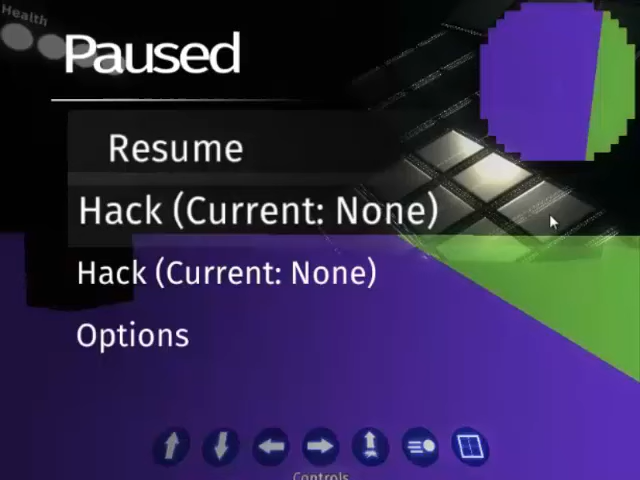 Health
Paused
Resume
Hack (Current: None)
Hack (Current: None)
Options
Controls